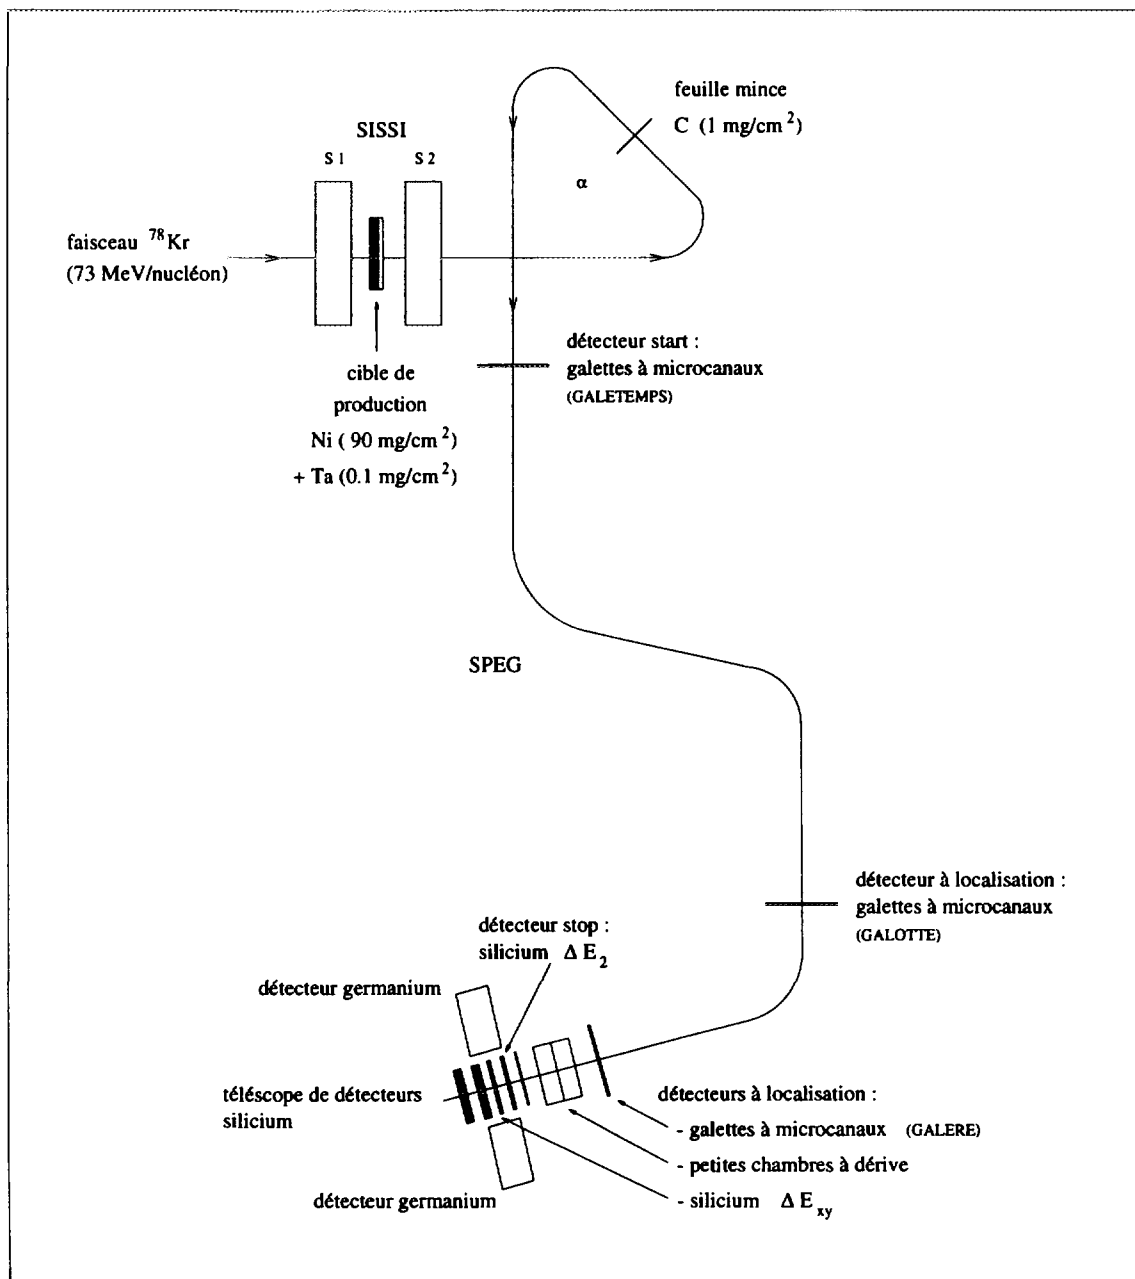 SISSI
S 1
S 2
faisceau ⁷⁸Kr
(73 MeV/nucléon)
cible de
production
Ni ( 90 mg/cm²)
+ Ta (0.1 mg/cm²)
feuille mince
C (1 mg/cm²)
α
détecteur start :
galettes à microcanaux
(GALETEMPS)
SPEG
détecteur à localisation :
galettes à microcanaux
(GALOTTE)
détecteur stop :
silicium Δ E₂
détecteur germanium
téléscope de détecteurs
silicium
détecteur germanium
détecteurs à localisation :
- galettes à microcanaux (GALERE)
- petites chambres à dérive
- silicium Δ E xy